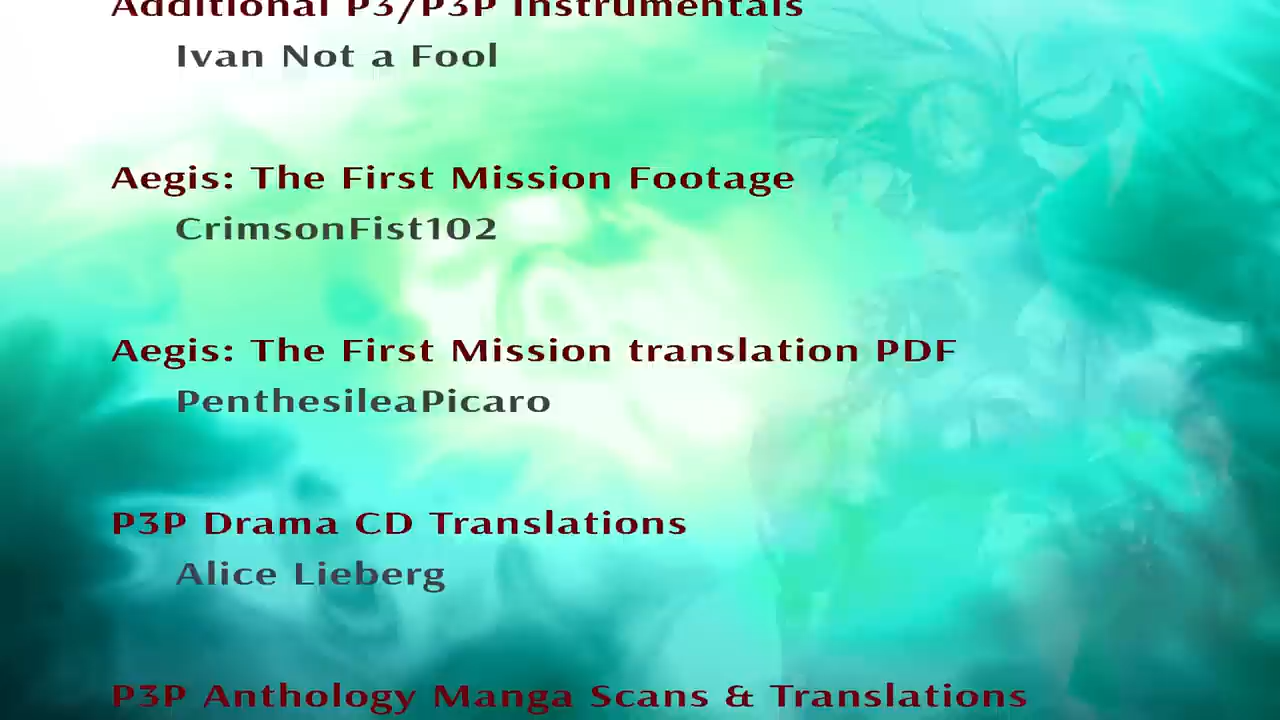 Additional P3/P3P Instrumentals
Ivan Not a Fool
Aegis: The First Mission Footage
CrimsonFist102
Aegis: The First Mission translation PDF
PenthesileaPicaro
P3P Drama CD Translations
Alice Lieberg
P3P Anthology Manga Scans & Translations